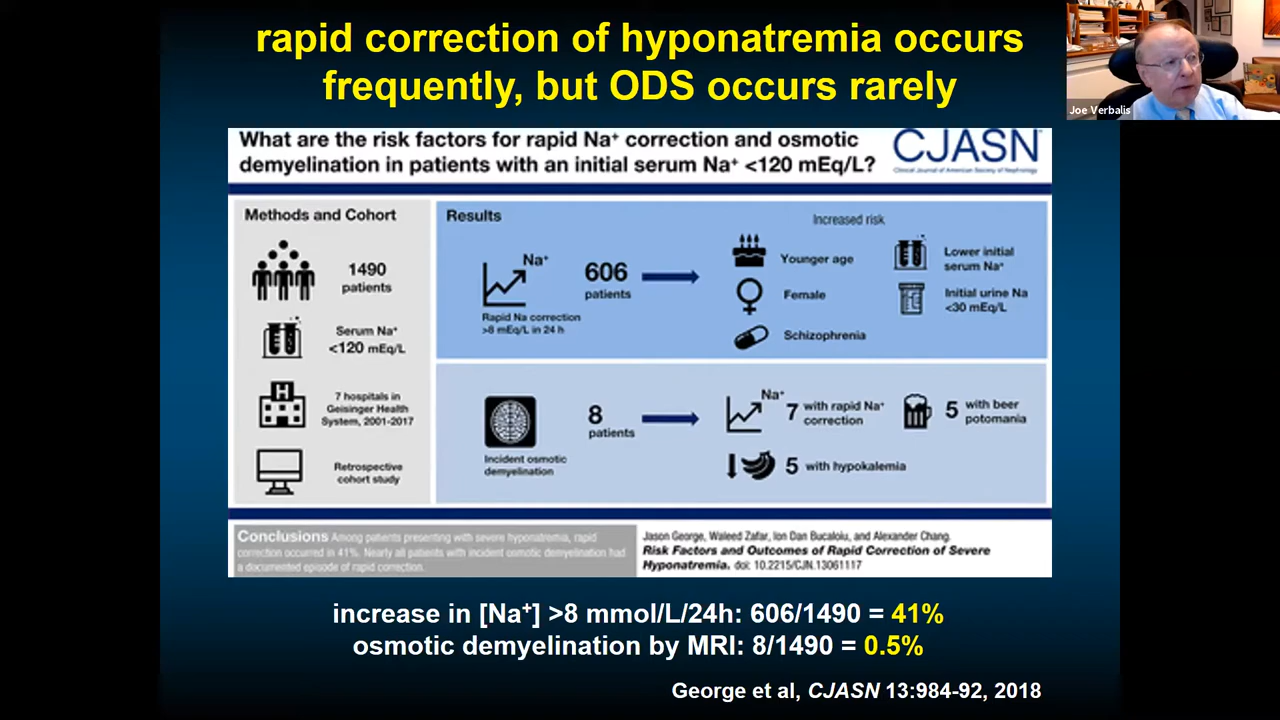 rapid correction of hyponatremia occurs
frequently, but ODS occurs rarely
Joe Verbalis
What are the risk factors for rapid Na⁺ correction and osmotic
demyelination in patients with an initial serum Na⁺ <120 mEq/L?
CJASN
Clinical Journal of American Society of Nephrology
Methods and Cohort
1490
patients
Serum Na⁺
<120 mEq/L
7 hospitals in
Geisinger Health
System, 2001-2017
Retrospective
cohort study
Results
Na⁺
606
patients
Rapid Na correction
>8 mEq/L in 24 h
Increased risk
Younger age
Female
Schizophrenia
Lower initial
serum Na⁺
Initial urine Na
<30 mEq/L
8
patients
Incident osmotic
demyelination
Na⁺
7 with rapid Na⁺
correction
5 with beer
potomania
5 with hypokalemia
Conclusions Among patients presenting with severe hyponatremia, rapid
correction occurred in 41%. Nearly all patients with incident osmotic demyelination had
a documented episode of rapid correction.
Jason George, Waleed Zafar, Ion Dan Bucaloiu, and Alexander Chang.
Risk Factors and Outcomes of Rapid Correction of Severe
Hyponatremia. doi: 10.2215/CJN.13061117
increase in [Na⁺] >8 mmol/L/24h: 606/1490 = 41%
osmotic demyelination by MRI: 8/1490 = 0.5%
George et al, CJASN 13:984-92, 2018